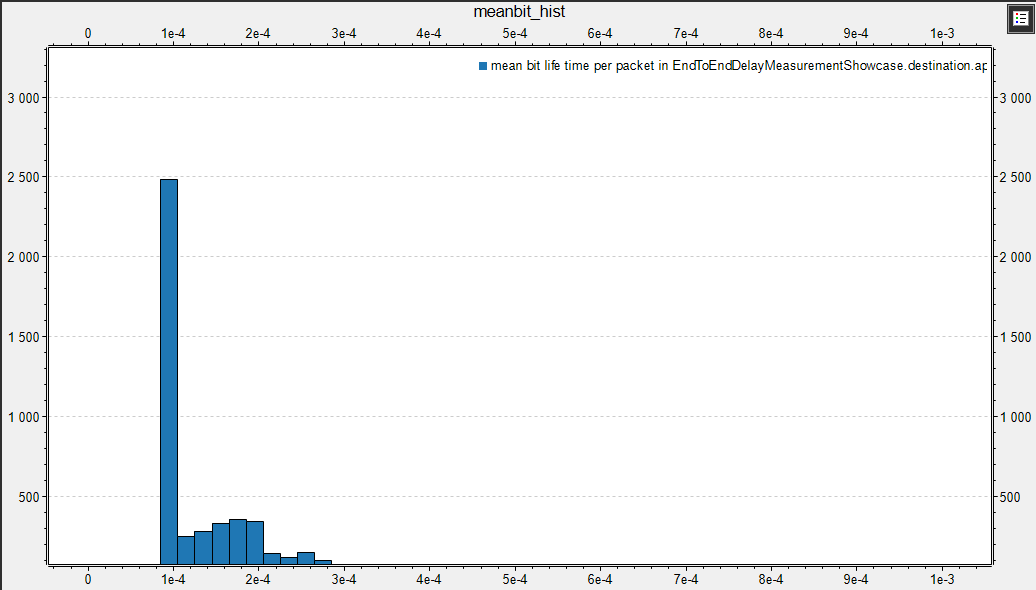 meanbit_hist
0 1e-4 2e-4 3e-4 4e-4 5e-4 6e-4 7e-4 8e-4 9e-4 1e-3
mean bit life time per packet in EndToEndDelayMeasurementShowcase.destination.ap
3 000 3 000
2 500 2 500
2 000 2 000
1 500 1 500
1 000 1 000
500 500
0 1e-4 2e-4 3e-4 4e-4 5e-4 6e-4 7e-4 8e-4 9e-4 1e-3